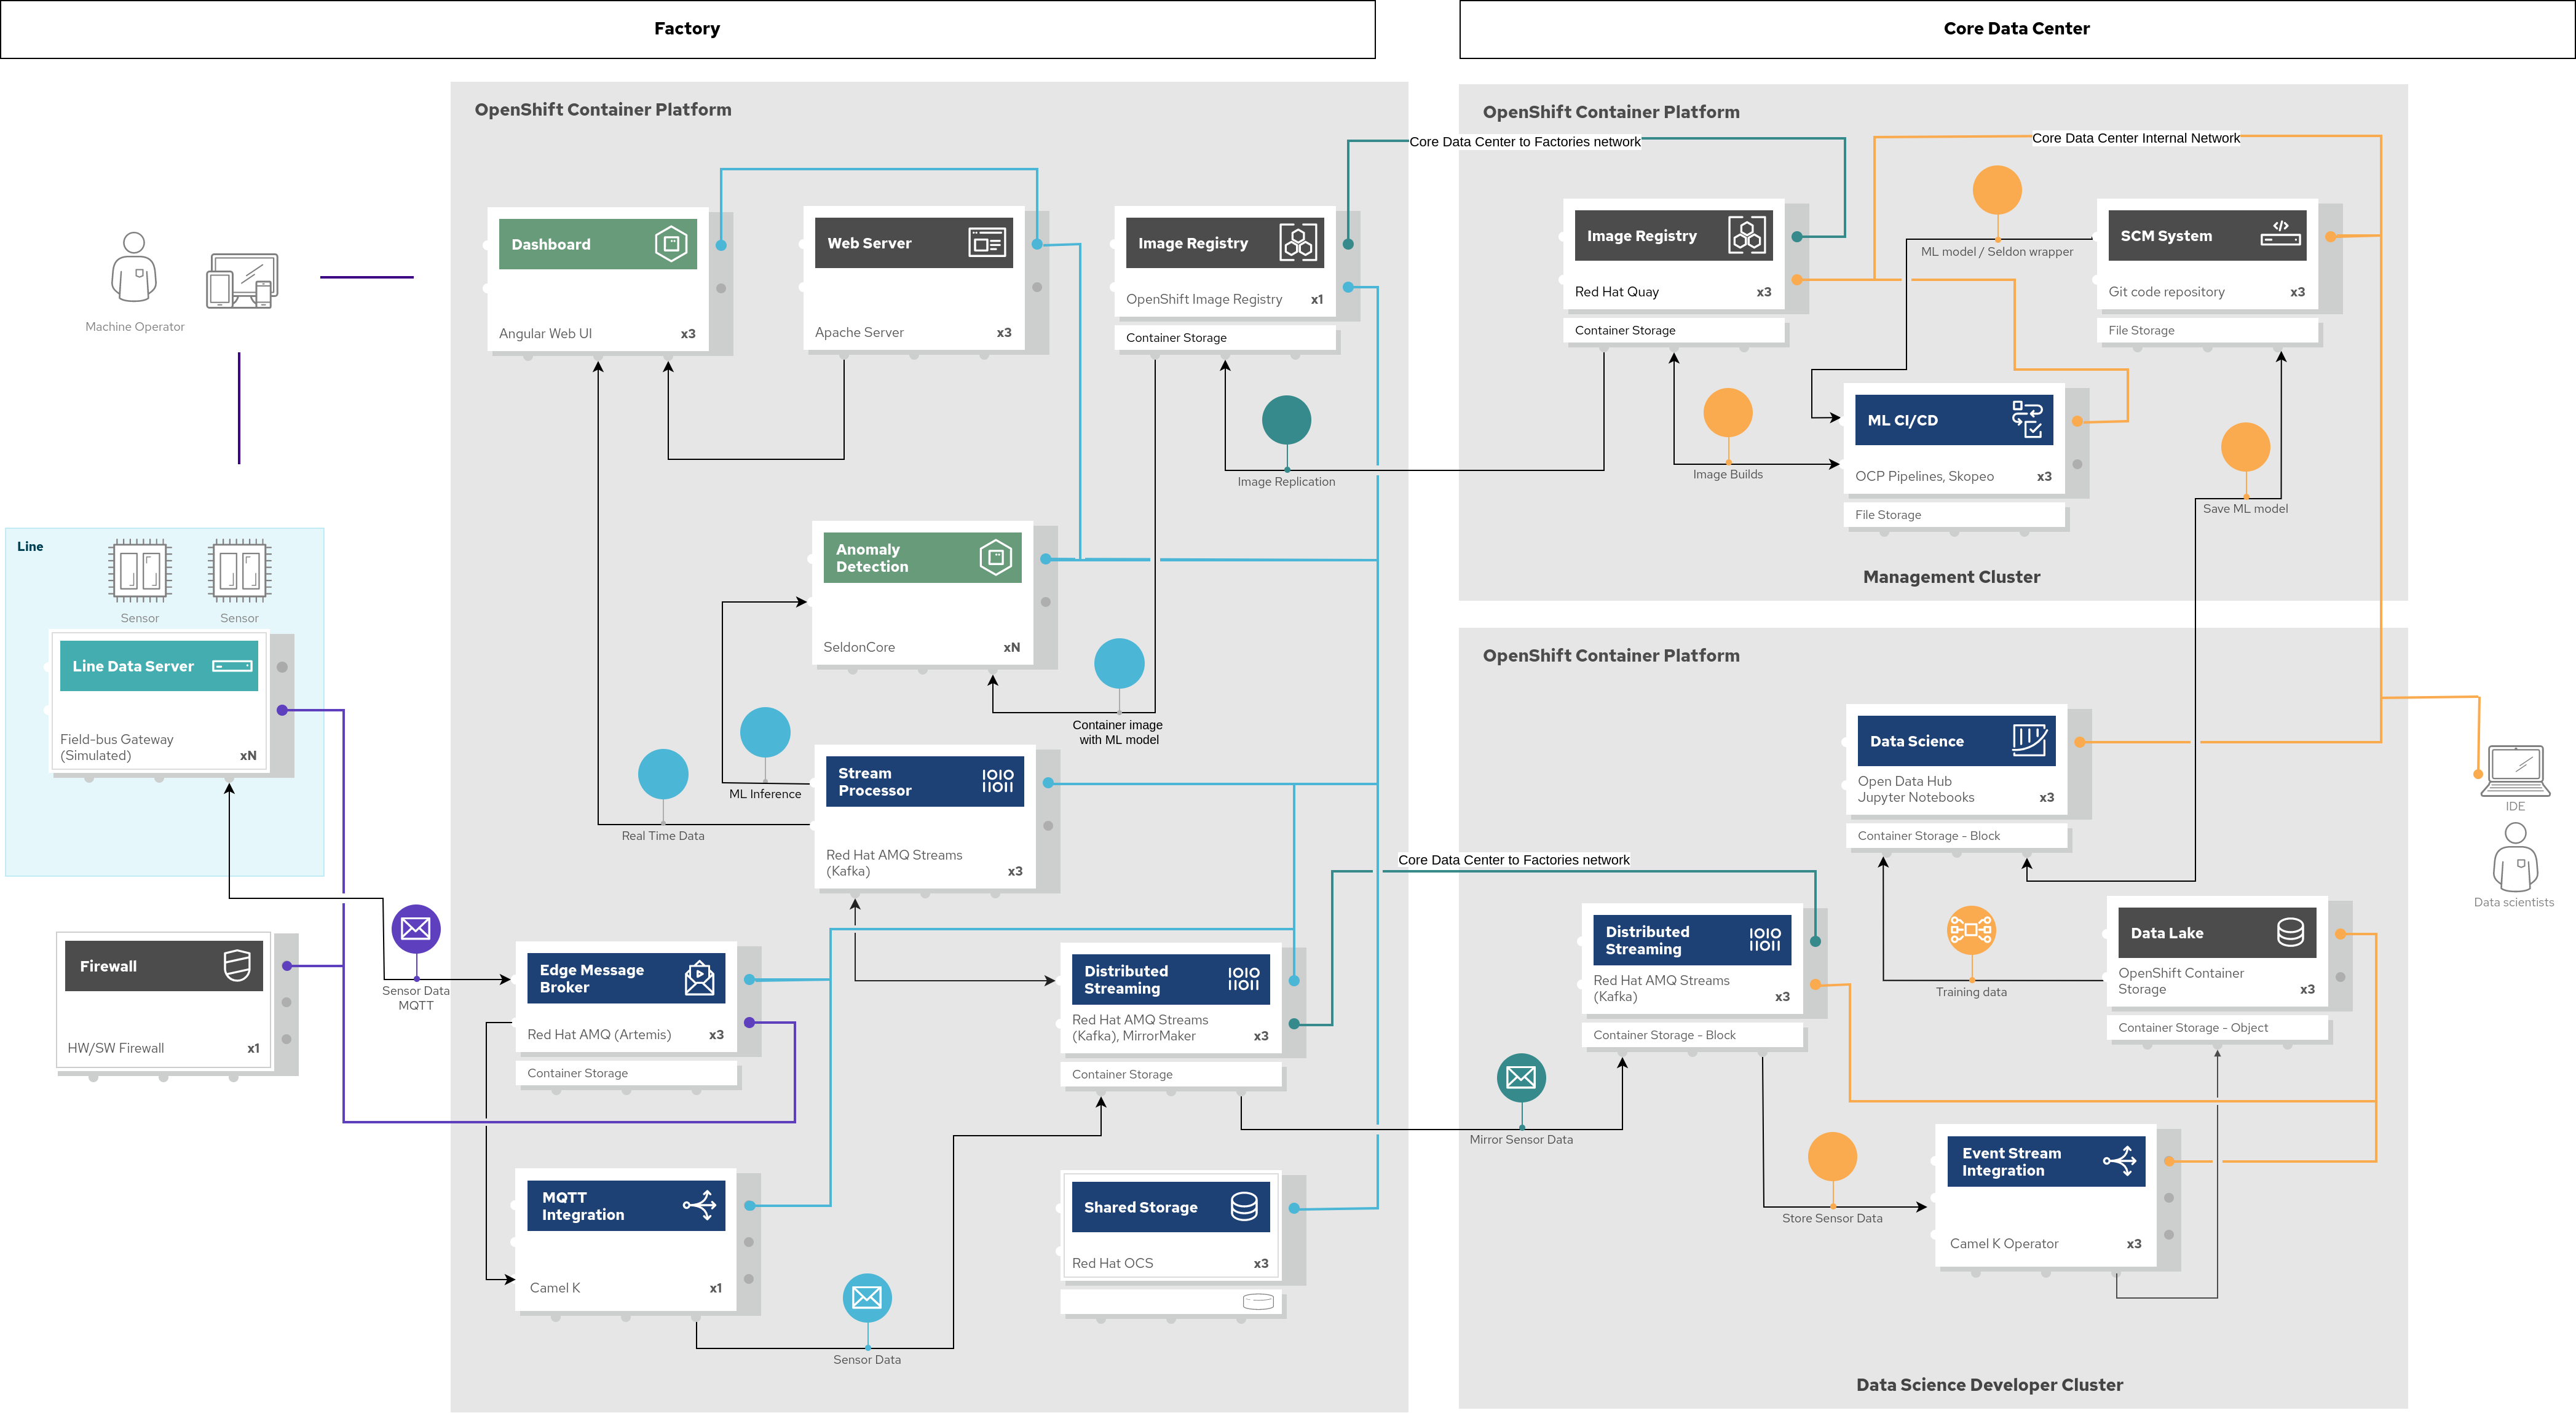 Factory
Core Data Center
OpenShift Container Platform
OpenShift Container Platform
Core Data Center to Factories network
Core Data Center Internal Network
Machine Operator
Dashboard
Angular Web UI
x3
Web Server
Apache Server
x3
Image Registry
OpenShift Image Registry
x1
Container Storage
Image Registry
Red Hat Quay
x3
Container Storage
ML model / Seldon wrapper
SCM System
Git code repository
x3
File Storage
Image Replication
Image Builds
ML CI/CD
OCP Pipelines, Skopeo
x3
File Storage
Save ML model
Management Cluster
Line
Sensor
Sensor
Line Data Server
Field-bus Gateway
(Simulated)
xN
Anomaly
Detection
SeldonCore
xN
Container image
with ML model
ML Inference
Real Time Data
Stream
Processor
IOIO
IOII
Red Hat AMQ Streams
(Kafka)
x3
OpenShift Container Platform
Data Science
Open Data Hub
Jupyter Notebooks
x3
Container Storage - Block
IDE
Data scientists
Core Data Center to Factories network
Firewall
HW/SW Firewall
x1
Sensor Data
MQTT
Edge Message
Broker
Red Hat AMQ (Artemis)
x3
Container Storage
Distributed
Streaming
IOIO
IOII
Red Hat AMQ Streams
(Kafka), MirrorMaker
x3
Container Storage
Distributed
Streaming
IOIO
IOII
Red Hat AMQ Streams
(Kafka)
x3
Container Storage - Block
Training data
Data Lake
OpenShift Container
Storage
x3
Container Storage - Object
Mirror Sensor Data
MQTT
Integration
Camel K
x1
Sensor Data
Shared Storage
Red Hat OCS
x3
Store Sensor Data
Event Stream
Integration
Camel K Operator
x3
Data Science Developer Cluster